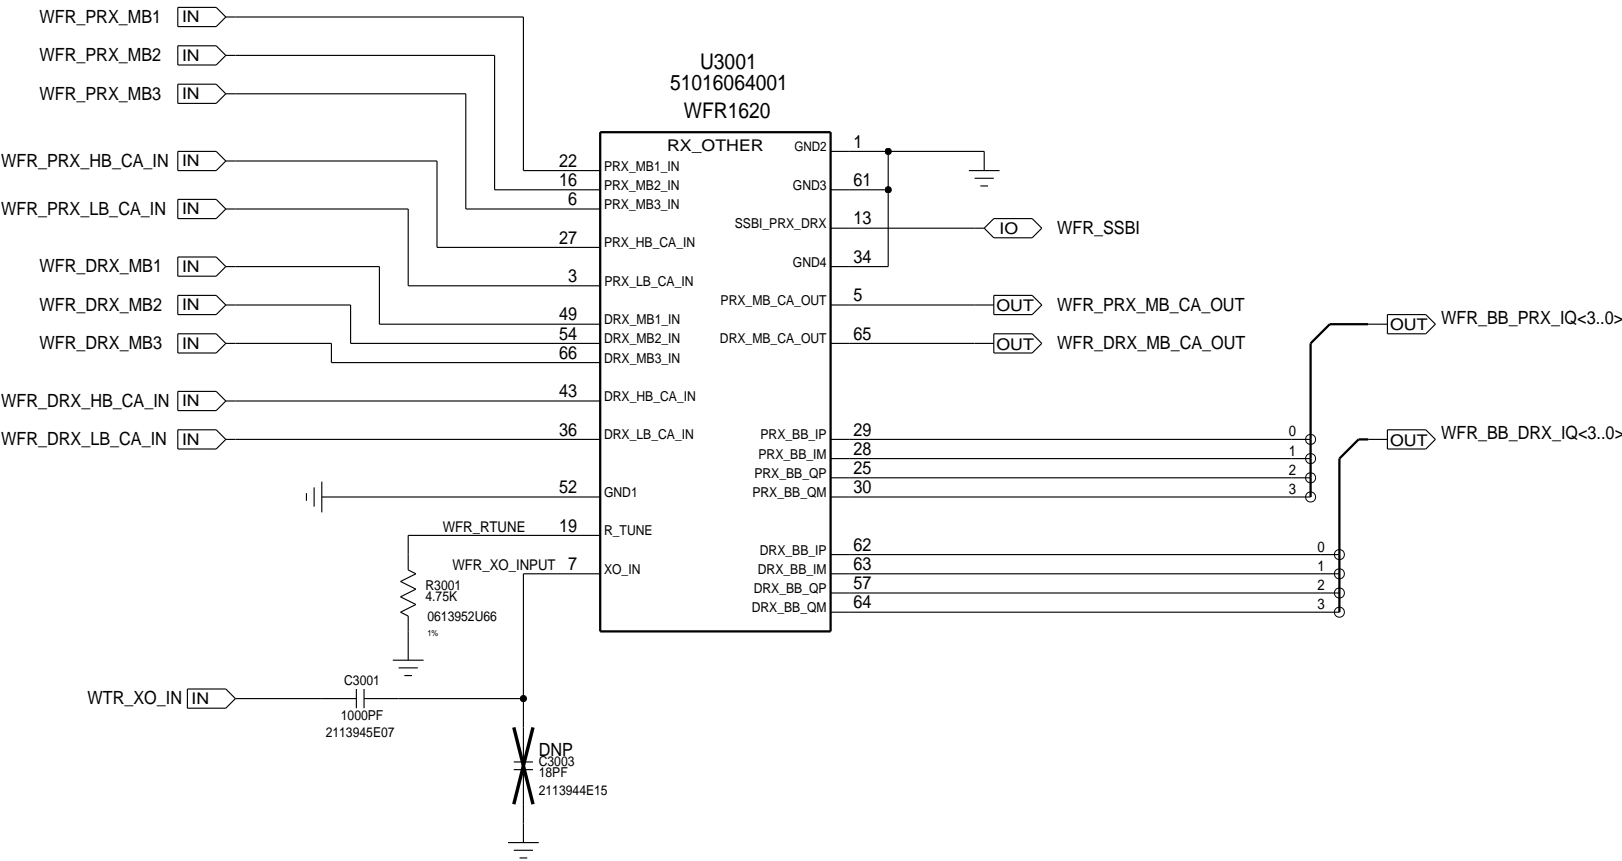 WFR_PRX_MB1 IN
WFR_PRX_MB2 IN
WFR_PRX_MB3 IN
WFR_PRX_HB_CA_IN IN
WFR_PRX_LB_CA_IN IN
WFR_DRX_MB1 IN
WFR_DRX_MB2 IN
WFR_DRX_MB3 IN
WFR_DRX_HB_CA_IN IN
WFR_DRX_LB_CA_IN IN
U3001
51016064001
WFR1620
RX_OTHER
22 PRX_MB1_IN
16 PRX_MB2_IN
6 PRX_MB3_IN
27 PRX_HB_CA_IN
3 PRX_LB_CA_IN
49 DRX_MB1_IN
54 DRX_MB2_IN
66 DRX_MB3_IN
43 DRX_HB_CA_IN
36 DRX_LB_CA_IN
52 GND1
WFR_RTUNE 19 R_TUNE
WFR_XO_INPUT 7 XO_IN
GND2 1
GND3 61
SSBI_PRX_DRX 13 IO WFR_SSBI
GND4 34
PRX_MB_CA_OUT 5 OUT WFR_PRX_MB_CA_OUT
DRX_MB_CA_OUT 65 OUT WFR_DRX_MB_CA_OUT
PRX_BB_IP 29 0
PRX_BB_IM 28 1
PRX_BB_QP 25 2
PRX_BB_QM 30 3
DRX_BB_IP 62 0
DRX_BB_IM 63 1
DRX_BB_QP 57 2
DRX_BB_QM 64 3
OUT WFR_BB_PRX_IQ<3..0>
OUT WFR_BB_DRX_IQ<3..0>
R3001
4.75K
0613952U66
1%
WTR_XO_IN IN
C3001
1000PF
2113945E07
DNP
C3003
18PF
2113944E15